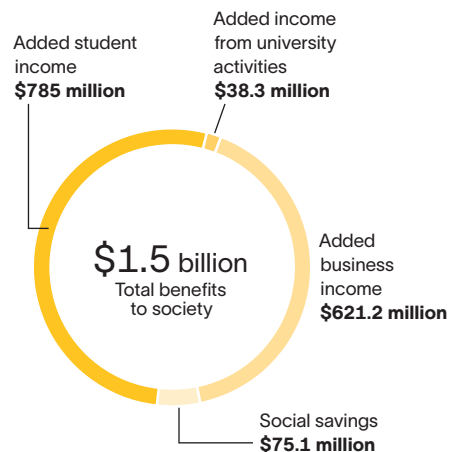 Added student
income
$785 million
Added income
from university
activities
$38.3 million
$1.5 billion
Total benefits
to society
Added
business
income
$621.2 million
Social savings
$75.1 million